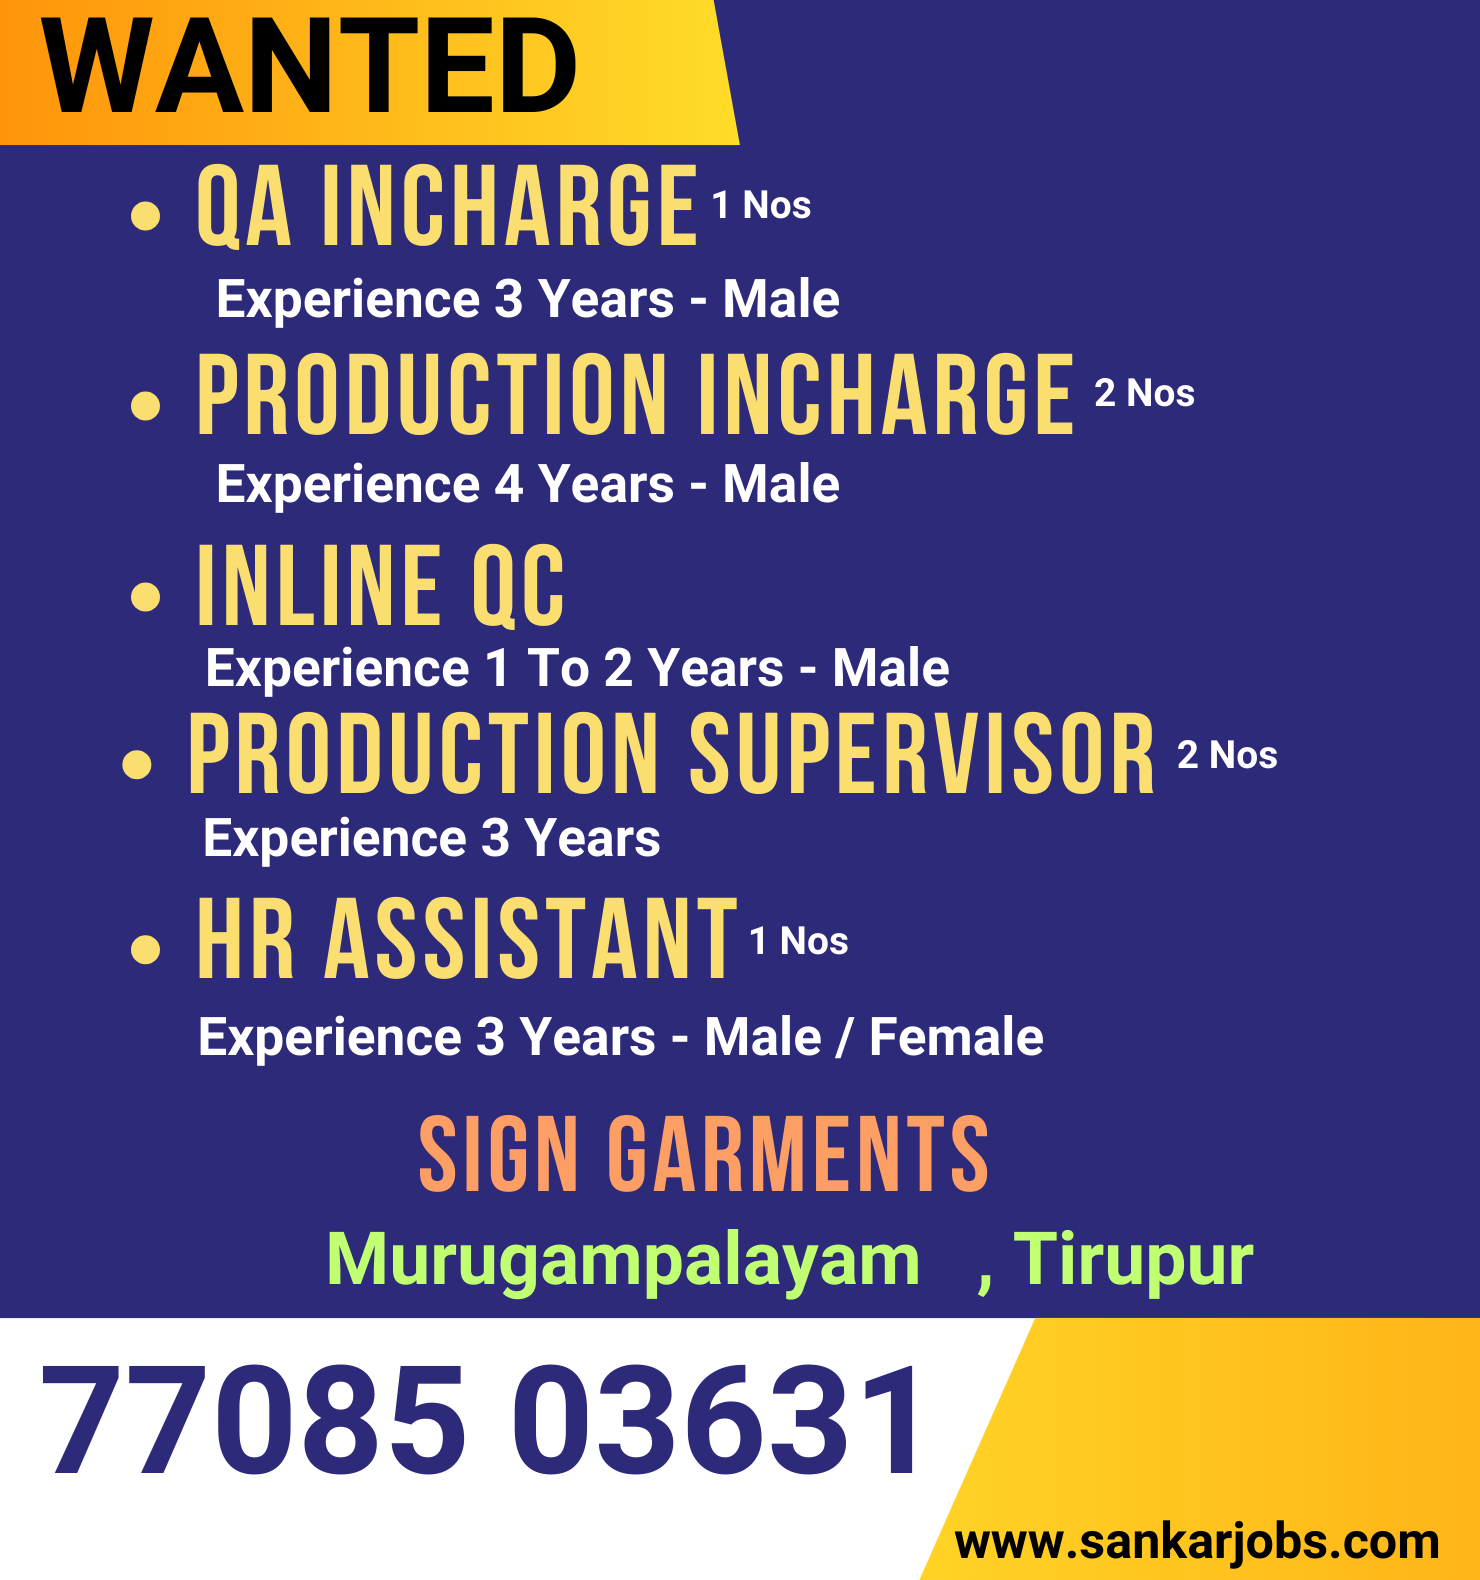 WANTED
• QA INCHARGE 1 Nos
Experience 3 Years - Male
• PRODUCTION INCHARGE 2 Nos
Experience 4 Years - Male
• INLINE QC
Experience 1 To 2 Years - Male
• PRODUCTION SUPERVISOR 2 Nos
Experience 3 Years
• HR ASSISTANT 1 Nos
Experience 3 Years - Male / Female
SIGN GARMENTS
Murugampalayam , Tirupur
77085 03631
www.sankarjobs.com